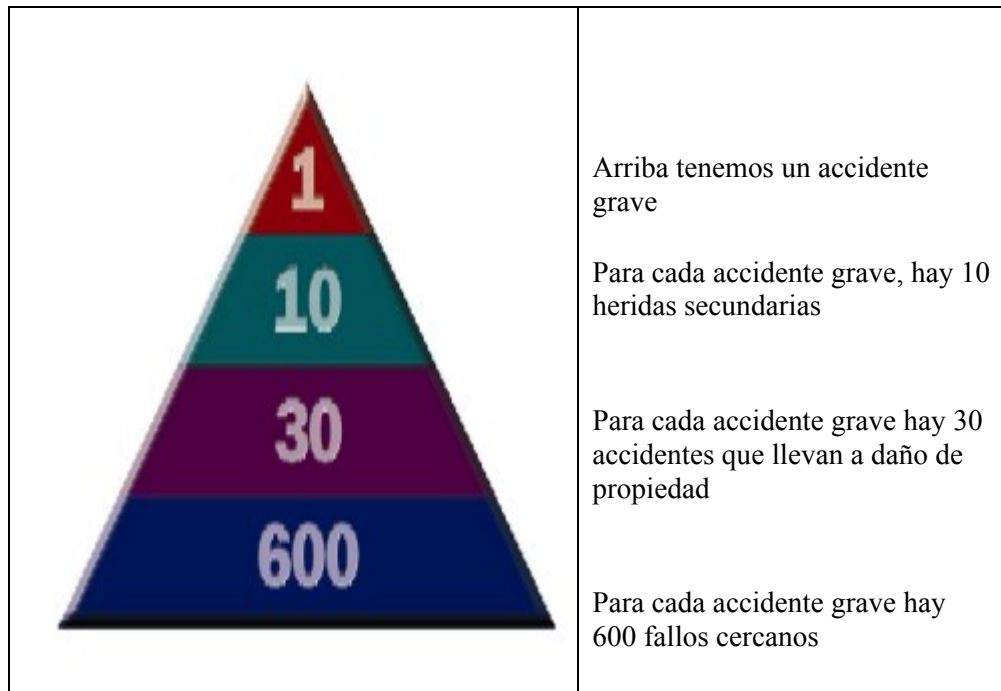 1
10
30
600
Arriba tenemos un accidente
grave
Para cada accidente grave, hay 10
heridas secundarias
Para cada accidente grave hay 30
accidentes que llevan a daño de
propiedad
Para cada accidente grave hay
600 fallos cercanos